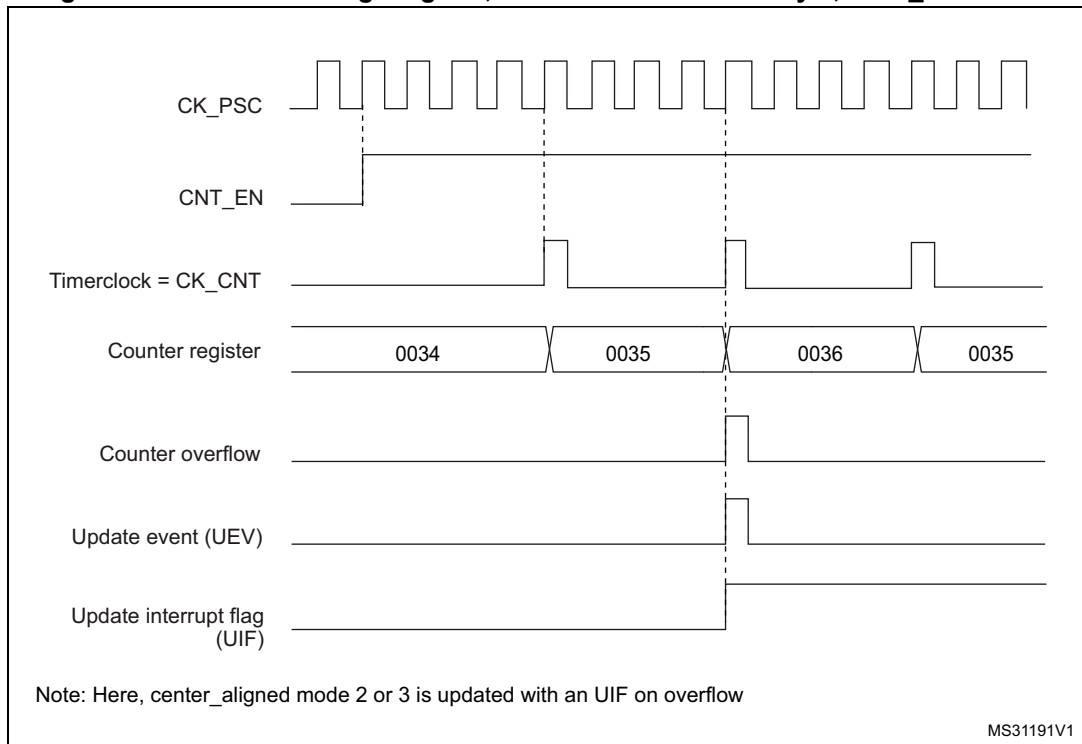 CK_PSC
CNT_EN
Timerclock = CK_CNT
Counter register
0034
0035
0036
0035
Counter overflow
Update event (UEV)
Update interrupt flag
(UIF)
Note: Here, center_aligned mode 2 or 3 is updated with an UIF on overflow
MS31191V1